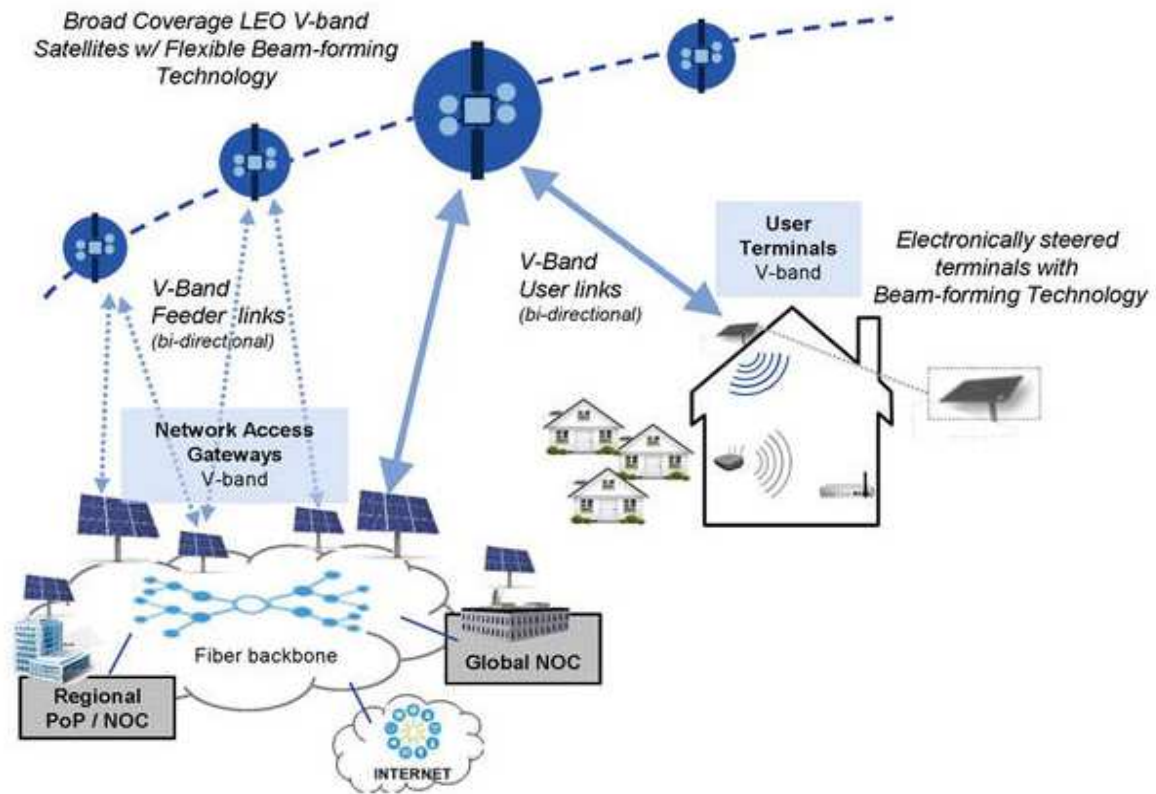 Broad Coverage LEO V-band
Satellites w/ Flexible Beam-forming
Technology
User
Terminals
V-band
Electronically steered
terminals with
Beam-forming Technology
V-Band
User links
(bi-directional)
V-Band
Feeder links
(bi-directional)
Network Access
Gateways
V-band
Fiber backbone
Global NOC
Regional
PoP / NOC
INTERNET